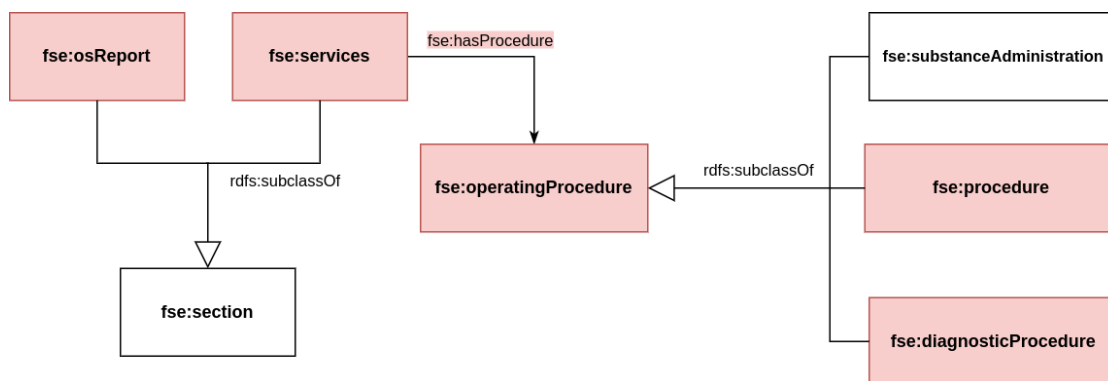 fse:osReport
fse:services
fse:hasProcedure
fse:substanceAdministration
rdfs:subclassOf
fse:operatingProcedure
rdfs:subclassOf
fse:procedure
fse:section
fse:diagnosticProcedure